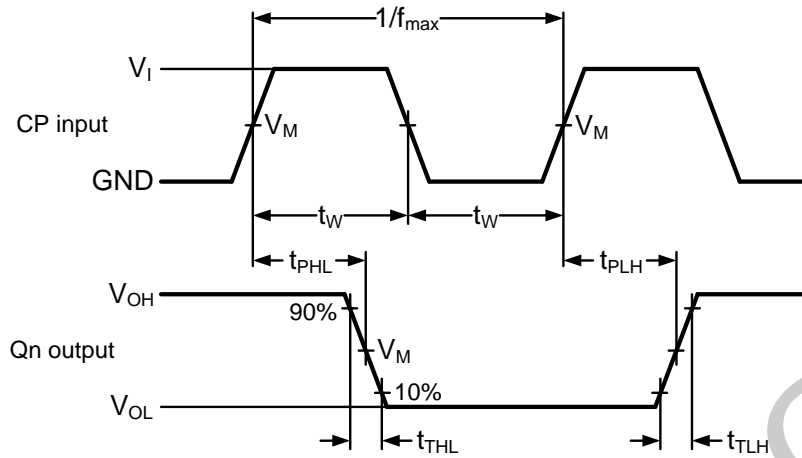 1/fmax
VI
CP input
VM
VM
GND
tW
tW
tPHL
tPLH
VOH
90%
Qn output
VM
10%
VOL
tTHL
tTLH